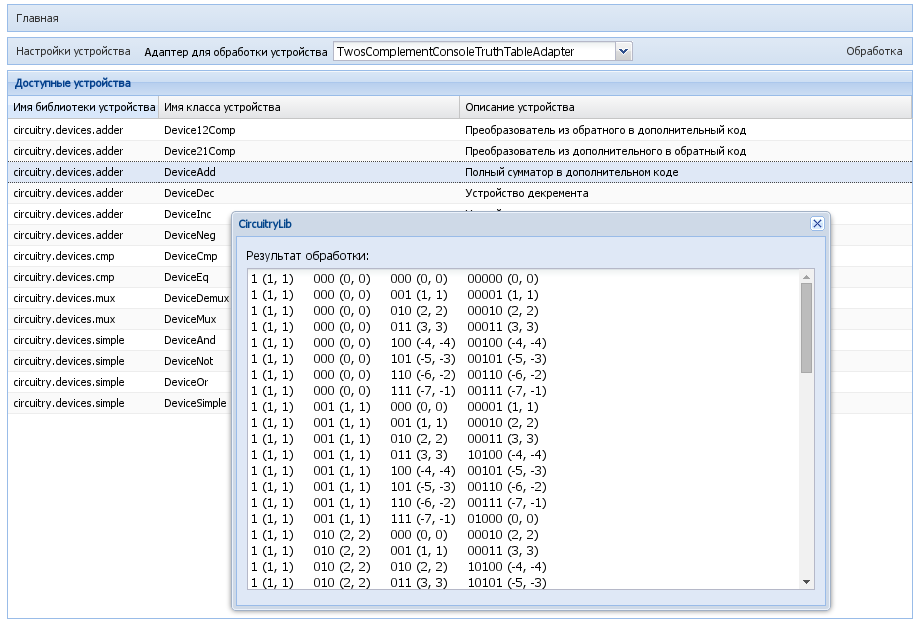 Главная
Настройки устройства Адаптер для обработки устройства TwosComplementConsoleTruthTableAdapter Обработка
Доступные устройства
Имя библиотеки устройства Имя класса устройства Описание устройства
circuitry.devices.adder Device12Comp Преобразователь из обратного в дополнительный код
circuitry.devices.adder Device21Comp Преобразователь из дополнительного в обратный код
circuitry.devices.adder DeviceAdd Полный сумматор в дополнительном коде
circuitry.devices.adder DeviceDec Устройство декремента
circuitry.devices.adder DeviceInc
circuitry.devices.adder DeviceNeg
circuitry.devices.cmp DeviceCmp
circuitry.devices.cmp DeviceEq
circuitry.devices.mux DeviceDemux
circuitry.devices.mux DeviceMux
circuitry.devices.simple DeviceAnd
circuitry.devices.simple DeviceNot
circuitry.devices.simple DeviceOr
circuitry.devices.simple DeviceSimple
CircuitryLib
Результат обработки:
1 (1, 1) 000 (0, 0) 000 (0, 0) 00000 (0, 0)
1 (1, 1) 000 (0, 0) 001 (1, 1) 00001 (1, 1)
1 (1, 1) 000 (0, 0) 010 (2, 2) 00010 (2, 2)
1 (1, 1) 000 (0, 0) 011 (3, 3) 00011 (3, 3)
1 (1, 1) 000 (0, 0) 100 (-4, -4) 00100 (-4, -4)
1 (1, 1) 000 (0, 0) 101 (-5, -3) 00101 (-5, -3)
1 (1, 1) 000 (0, 0) 110 (-6, -2) 00110 (-6, -2)
1 (1, 1) 000 (0, 0) 111 (-7, -1) 00111 (-7, -1)
1 (1, 1) 001 (1, 1) 000 (0, 0) 00001 (1, 1)
1 (1, 1) 001 (1, 1) 001 (1, 1) 00010 (2, 2)
1 (1, 1) 001 (1, 1) 010 (2, 2) 00011 (3, 3)
1 (1, 1) 001 (1, 1) 011 (3, 3) 10100 (-4, -4)
1 (1, 1) 001 (1, 1) 100 (-4, -4) 00101 (-5, -3)
1 (1, 1) 001 (1, 1) 101 (-5, -3) 00110 (-6, -2)
1 (1, 1) 001 (1, 1) 110 (-6, -2) 00111 (-7, -1)
1 (1, 1) 001 (1, 1) 111 (-7, -1) 01000 (0, 0)
1 (1, 1) 010 (2, 2) 000 (0, 0) 00010 (2, 2)
1 (1, 1) 010 (2, 2) 001 (1, 1) 00011 (3, 3)
1 (1, 1) 010 (2, 2) 010 (2, 2) 10100 (-4, -4)
1 (1, 1) 010 (2, 2) 011 (3, 3) 10101 (-5, -3)